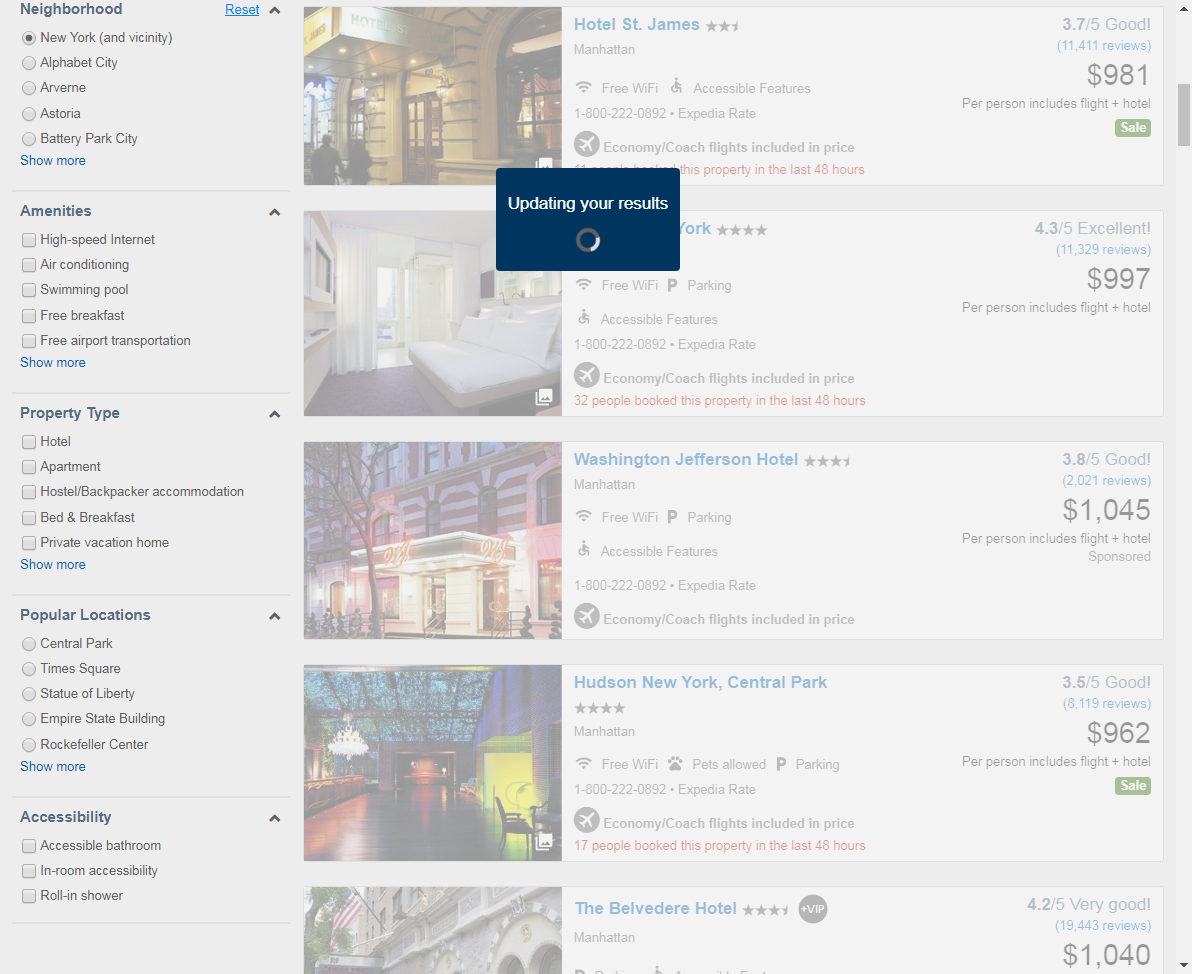 Neighborhood
Reset
New York (and vicinity)
Alphabet City
Arverne
Astoria
Battery Park City
Show more
Amenities
High-speed Internet
Air conditioning
Swimming pool
Free breakfast
Free airport transportation
Show more
Property Type
Hotel
Apartment
Hostel/Backpacker accommodation
Bed & Breakfast
Private vacation home
Show more
Popular Locations
Central Park
Times Square
Statue of Liberty
Empire State Building
Rockefeller Center
Show more
Accessibility
Accessible bathroom
In-room accessibility
Roll-in shower
Hotel St. James
Manhattan
Free WiFi Accessible Features
1-800-222-0892 • Expedia Rate
Economy/Coach flights included in price
11 people booked this property in the last 48 hours
3.7/5 Good!
(11,411 reviews)
$981
Per person includes flight + hotel
Sale
Updating your results
York
Free WiFi P Parking
Accessible Features
1-800-222-0892 • Expedia Rate
Economy/Coach flights included in price
32 people booked this property in the last 48 hours
4.3/5 Excellent!
(11,329 reviews)
$997
Per person includes flight + hotel
Washington Jefferson Hotel
Manhattan
Free WiFi P Parking
Accessible Features
1-800-222-0892 • Expedia Rate
Economy/Coach flights included in price
3.8/5 Good!
(2,021 reviews)
$1,045
Per person includes flight + hotel
Sponsored
Hudson New York, Central Park
Manhattan
Free WiFi Pets allowed P Parking
1-800-222-0892 • Expedia Rate
Economy/Coach flights included in price
17 people booked this property in the last 48 hours
3.5/5 Good!
(8,119 reviews)
$962
Per person includes flight + hotel
Sale
The Belvedere Hotel
+VIP
Manhattan
4.2/5 Very good!
(19,443 reviews)
$1,040